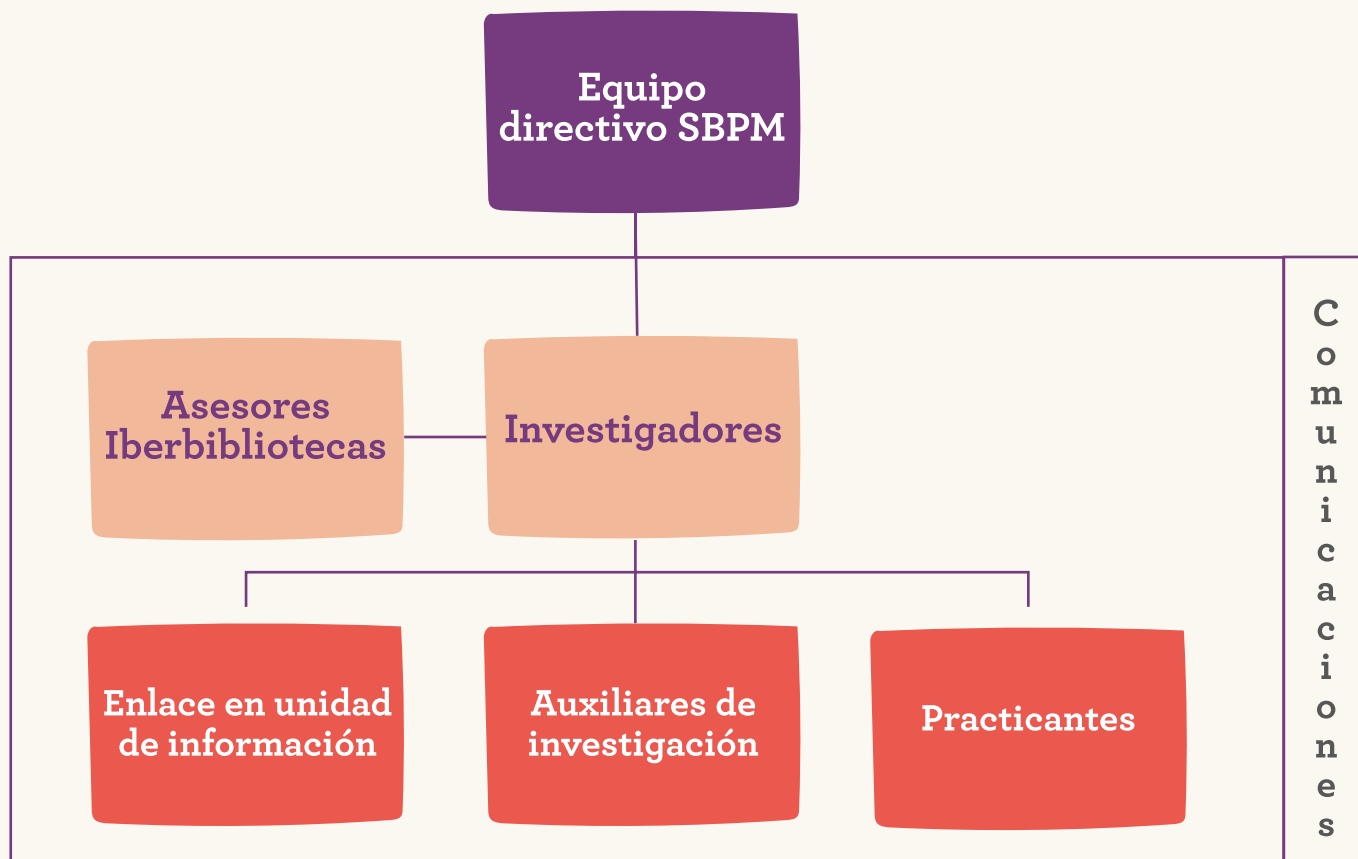 Equipo
directivo SBPM
Asesores
Iberbibliotecas
Investigadores
Enlace en unidad
de información
Auxiliares de
investigación
Practicantes
Comunicaciones